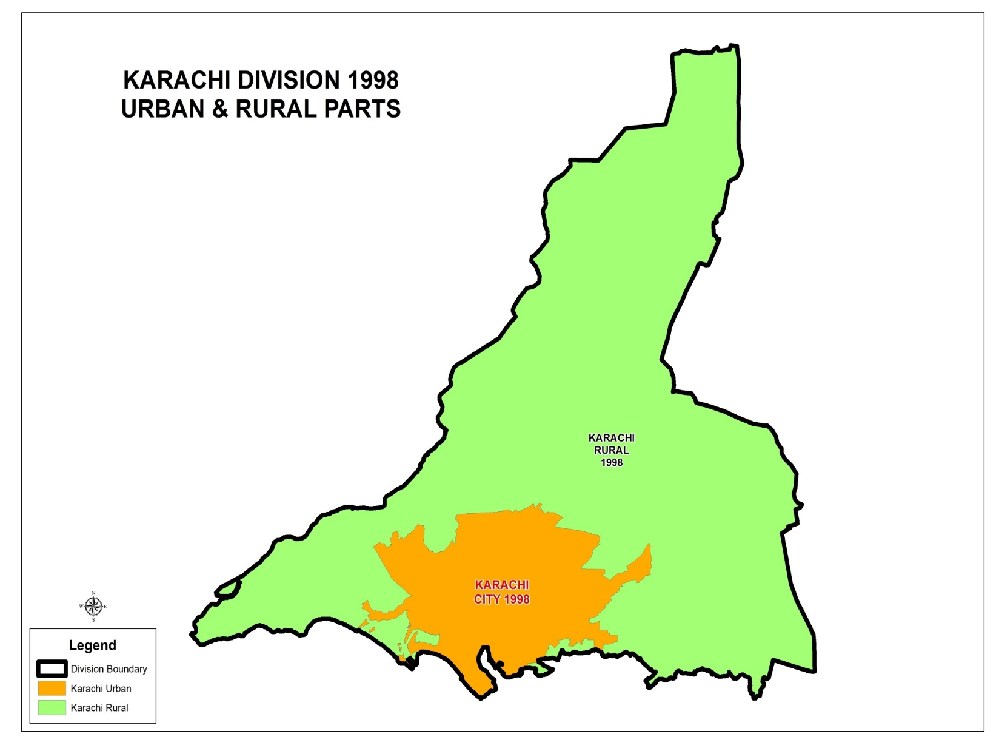 KARACHI DIVISION 1998
URBAN & RURAL PARTS
KARACHI
RURAL
1998
KARACHI
CITY 1998
N
W
E
S
Legend
Division Boundary
Karachi Urban
Karachi Rural